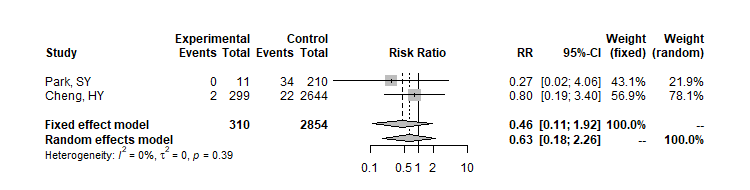 Experimental Control Weight Weight
Study Events Total Events Total Risk Ratio RR 95%-CI (fixed) (random)
Park, SY 0 11 34 210 0.27 [0.02; 4.06] 43.1% 21.9%
Cheng, HY 2 299 22 2644 0.80 [0.19; 3.40] 56.9% 78.1%
Fixed effect model 310 2854 0.46 [0.11; 1.92] 100.0% --
Random effects model 0.63 [0.18; 2.26] -- 100.0%
Heterogeneity: I² = 0%, τ² = 0, p = 0.39
0.1 0.5 1 2 10